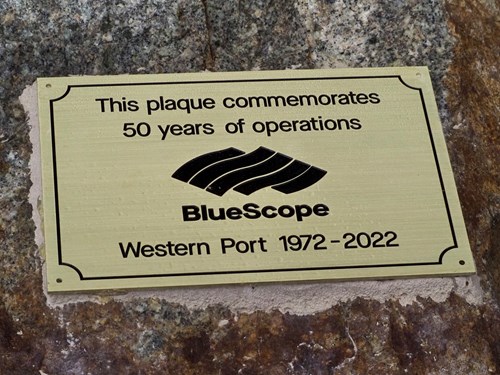 This plaque commemorates
50 years of operations
BlueScope
Western Port 1972-2022